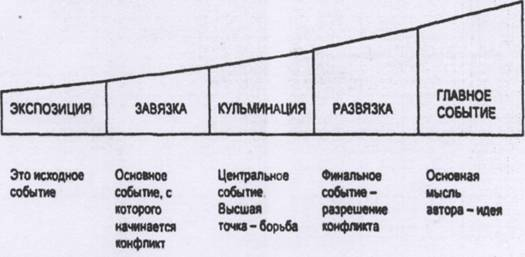 ЭКСПОЗИЦИЯ
ЗАВЯЗКА
КУЛЬМИНАЦИЯ
РАЗВЯЗКА
ГЛАВНОЕ
СОБЫТИЕ
Это исходное
событие
Основное
событие, с
которого
начинается
конфликт
Центральное
событие.
Высшая
точка – борьба
Финальное
событие –
разрешение
конфликта
Основная
мысль
автора – идея